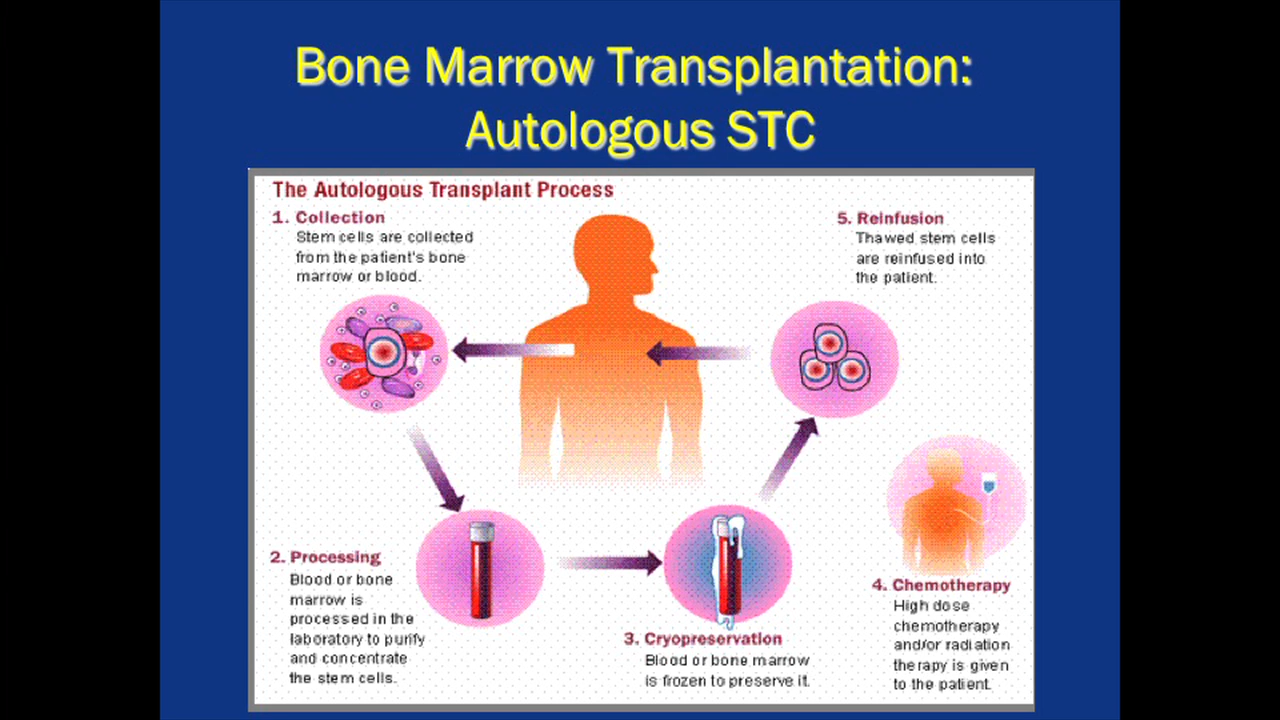 Bone Marrow Transplantation:
Autologous STC
The Autologous Transplant Process
1. Collection
Stem cells are collected
from the patient's bone
marrow or blood.
2. Processing
Blood or bone
marrow is
processed in the
laboratory to purify
and concentrate
the stem cells.
3. Cryopreservation
Blood or bone marrow
is frozen to preserve it.
4. Chemotherapy
High dose
chemotherapy
and/or radiation
therapy is given
to the patient.
5. Reinfusion
Thawed stem cells
are reinfused into
the patient.